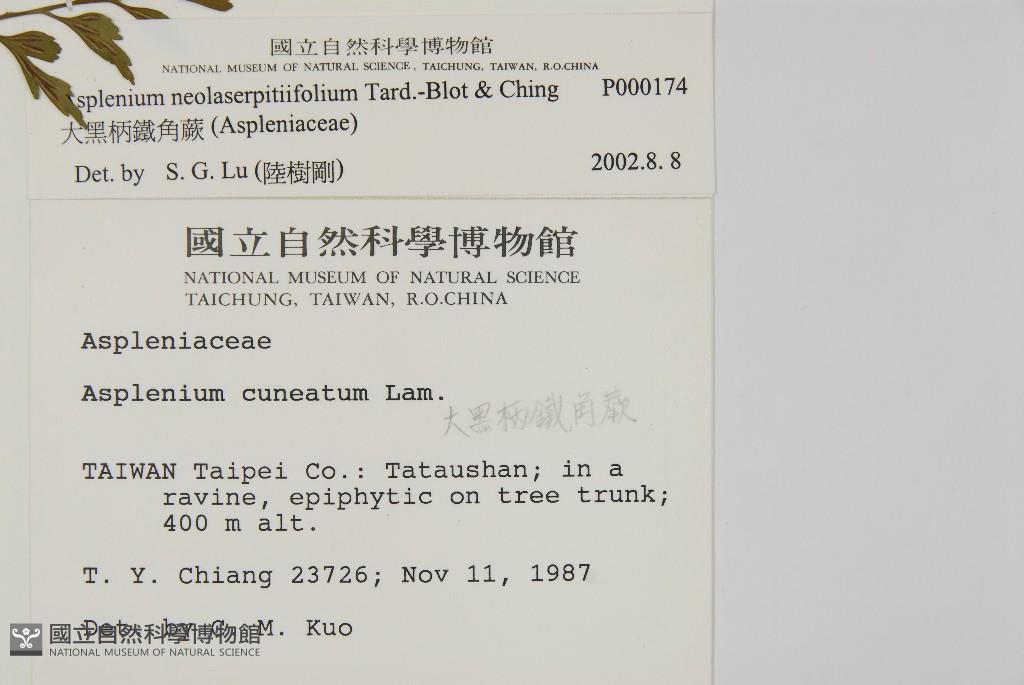 國立自然科學博物館
NATIONAL MUSEUM OF NATURAL SCIENCE, TAICHUNG, TAIWAN, R.O.CHINA
splenium neolaserpitiifolium Tard.-Blot & Ching P000174
大黑柄鐵角蕨 (Aspleniaceae)
Det. by S. G. Lu (陸樹剛) 2002.8. 8
國立自然科學博物館
NATIONAL MUSEUM OF NATURAL SCIENCE
TAICHUNG, TAIWAN, R.O.CHINA
Aspleniaceae
Asplenium cuneatum Lam.
大黑柄鐵角蕨
TAIWAN Taipei Co.: Tataushan; in a
ravine, epiphytic on tree trunk;
400 m alt.
T. Y. Chiang 23726; Nov 11, 1987
Det. by C. M. Kuo
國立自然科學博物館
NATIONAL MUSEUM OF NATURAL SCIENCE